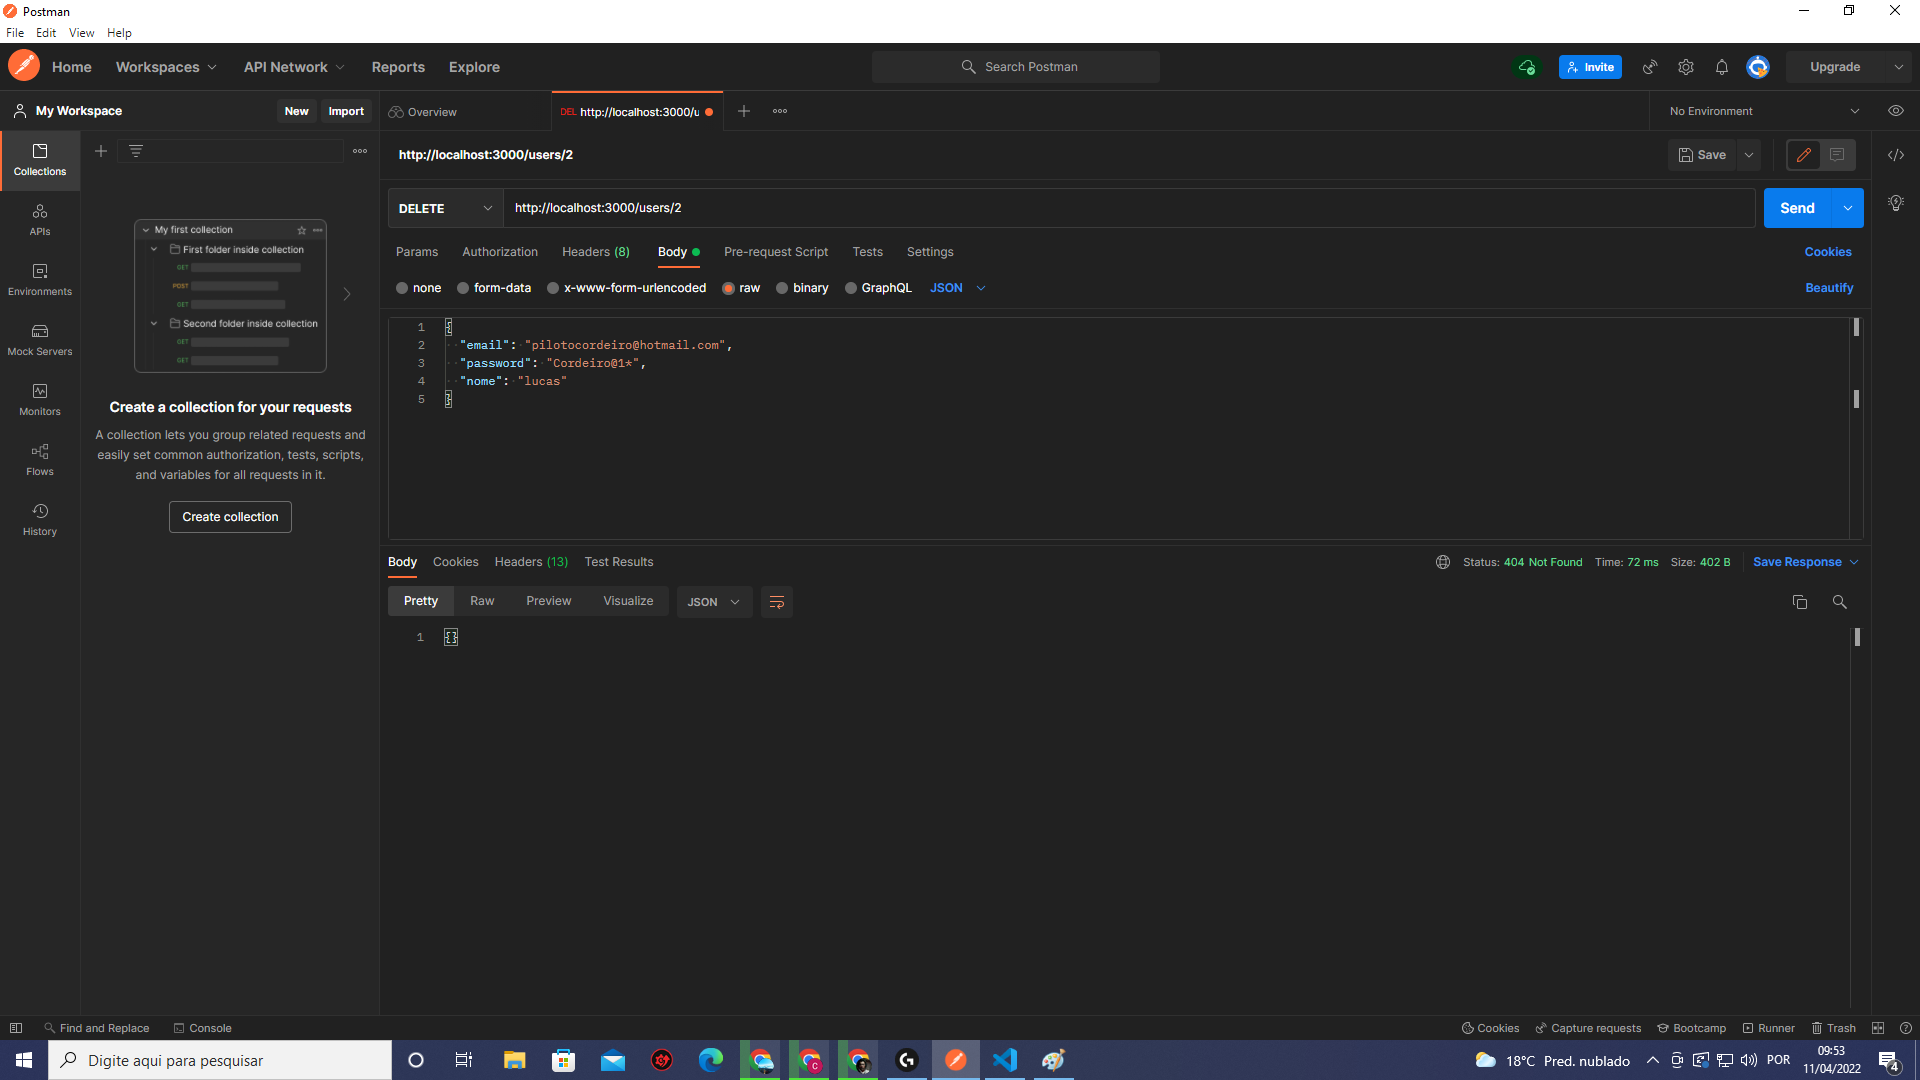 Postman
File Edit View Help
Home Workspaces API Network Reports Explore
Search Postman
Invite
Upgrade
My Workspace
New Import
Overview
DEL http://localhost:3000/u
No Environment
Collections
APIs
Environments
Mock Servers
Monitors
Flows
History
My first collection
First folder inside collection
GET
POST
GET
Second folder inside collection
GET
GET
Create a collection for your requests
A collection lets you group related requests and
easily set common authorization, tests, scripts,
and variables for all requests in it.
Create collection
http://localhost:3000/users/2
Save
DELETE http://localhost:3000/users/2
Send
Params Authorization Headers (8) Body Pre-request Script Tests Settings
Cookies
none form-data x-www-form-urlencoded raw binary GraphQL JSON
Beautify
1 {
2 "email": "pilotocordeiro@hotmail.com",
3 "password": "Cordeiro@1*",
4 "nome": "lucas"
5 }
Body Cookies Headers (13) Test Results
Status: 404 Not Found Time: 72 ms Size: 402 B Save Response
Pretty Raw Preview Visualize JSON
1 {}
Find and Replace Console
Cookies Capture requests Bootcamp Runner Trash
Digite aqui para pesquisar
18°C Pred. nublado
POR
09:53
11/04/2022
4